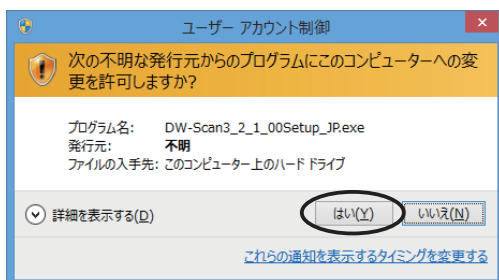 ユーザー アカウント制御
次の不明な発行元からのプログラムにこのコンピューターへの変
更を許可しますか?
プログラム名: DW-Scan3_2_1_00Setup_JP.exe
発行元: 不明
ファイルの入手先: このコンピューター上のハード ドライブ
詳細を表示する(D) はい(Y) いいえ(N)
これらの通知を表示するタイミングを変更する